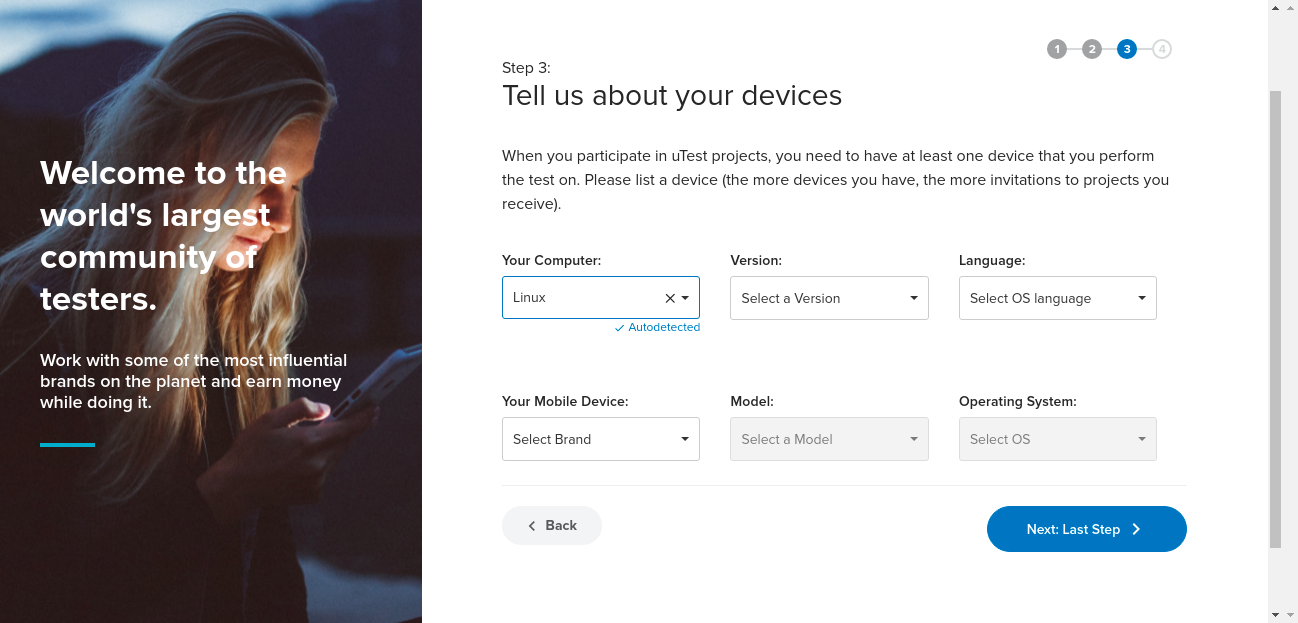 Welcome to the
world's largest
community of
testers.
Work with some of the most influential
brands on the planet and earn money
while doing it.
1 2 3 4
Step 3:
Tell us about your devices
When you participate in uTest projects, you need to have at least one device that you perform
the test on. Please list a device (the more devices you have, the more invitations to projects you
receive).
Your Computer: Version: Language:
Linux Select a Version Select OS language
Autodetected
Your Mobile Device: Model: Operating System:
Select Brand Select a Model Select OS
Back Next: Last Step